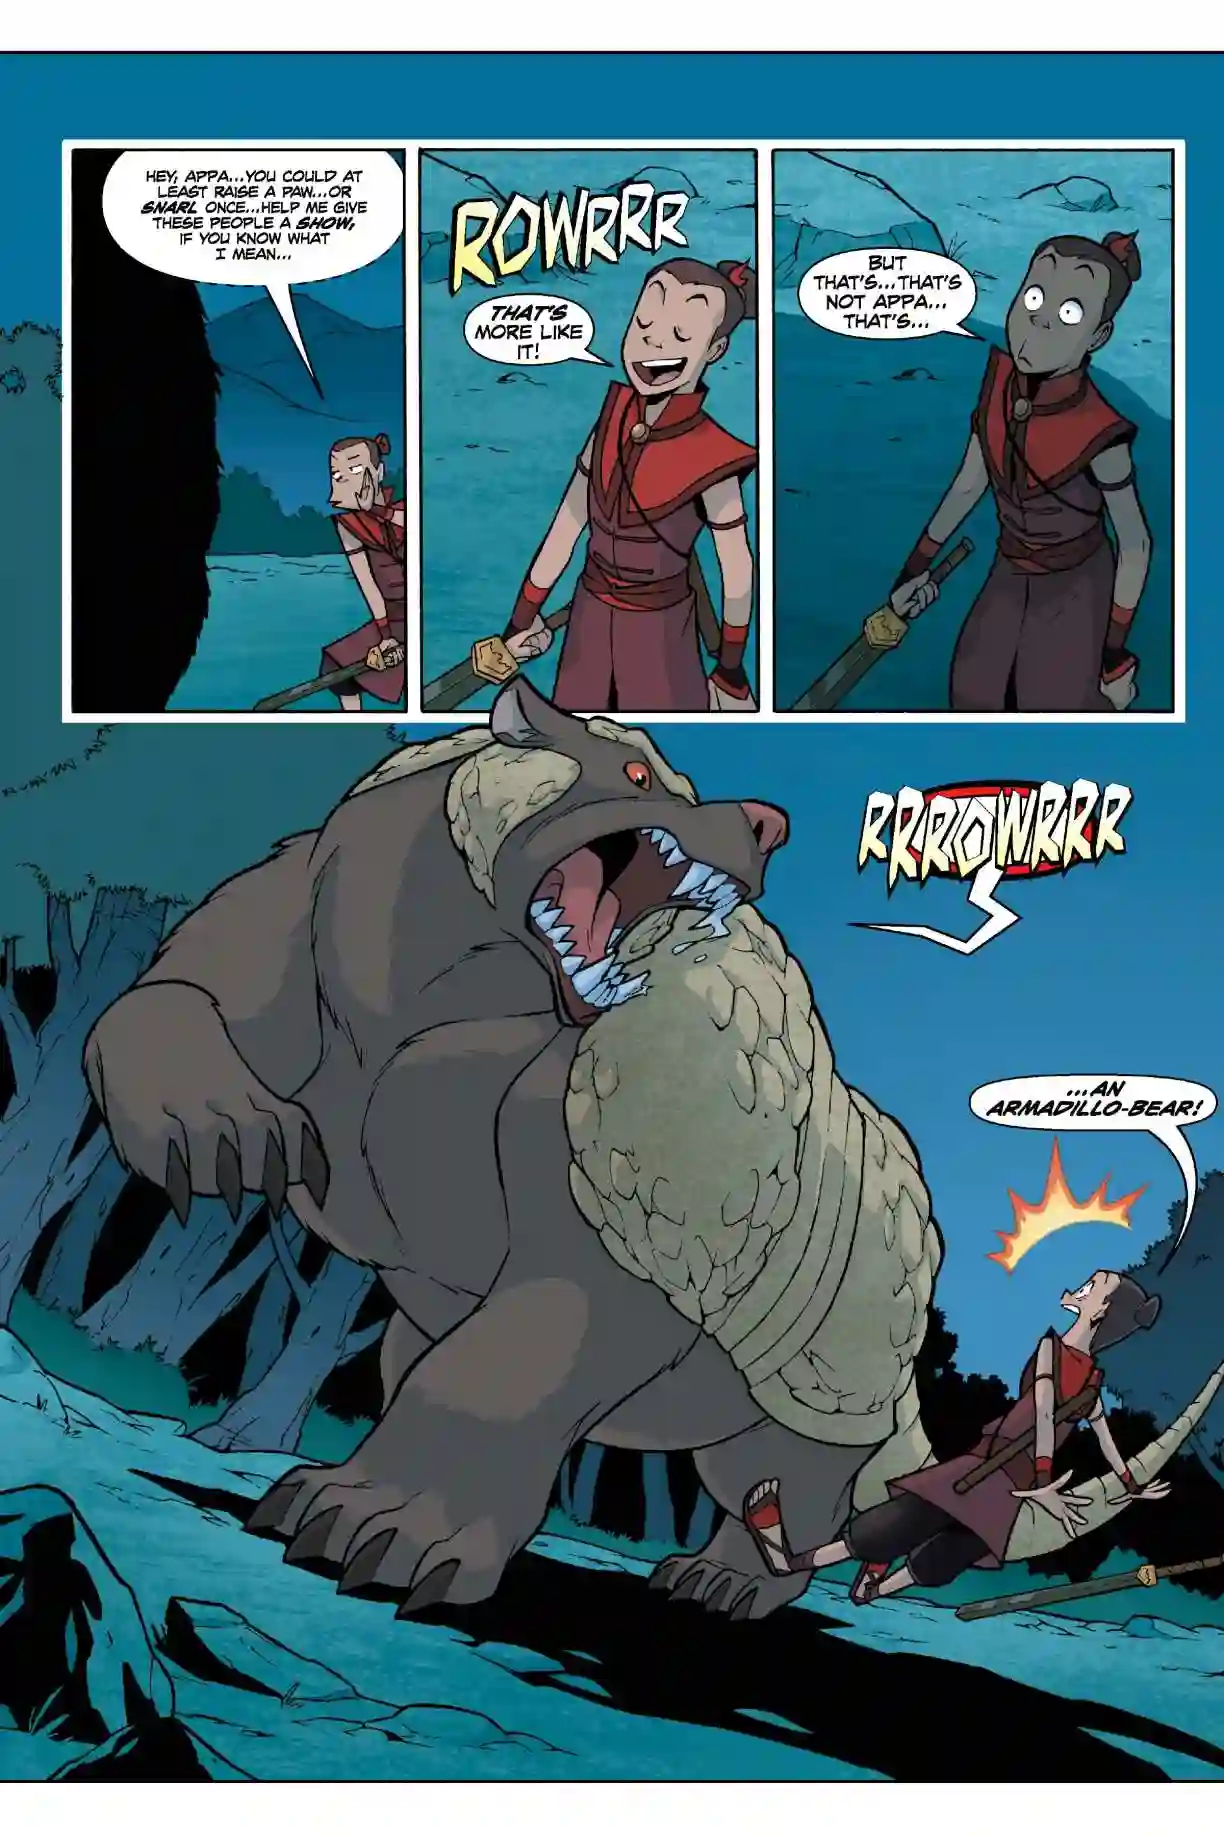 HEY, APPA...YOU COULD AT
LEAST RAISE A PAW...OR
SNARL ONCE...HELP ME GIVE
THESE PEOPLE A SHOW,
IF YOU KNOW WHAT
I MEAN...
ROWRRR
THAT'S
MORE LIKE
IT!
BUT
THAT'S...THAT'S
NOT APPA...
THAT'S...
RRROWRRR
...AN
ARMADILLO-BEAR!